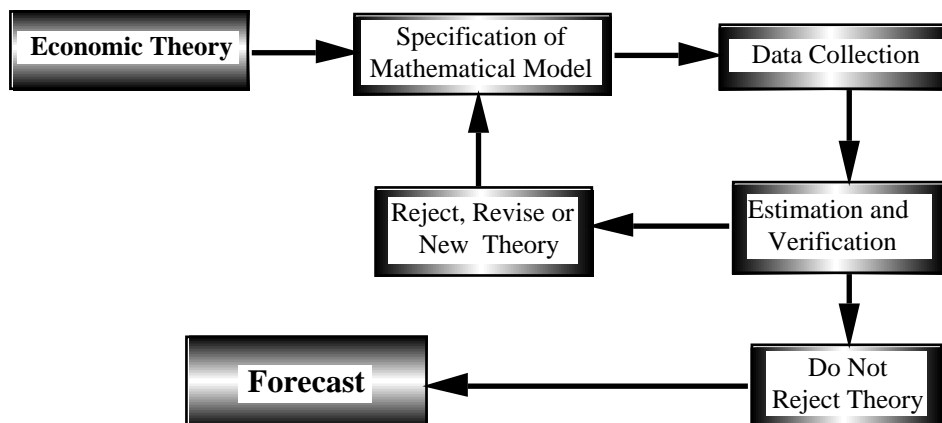 Economic Theory
Specification of
Mathematical Model
Data Collection
Reject, Revise or
New Theory
Estimation and
Verification
Forecast
Do Not
Reject Theory